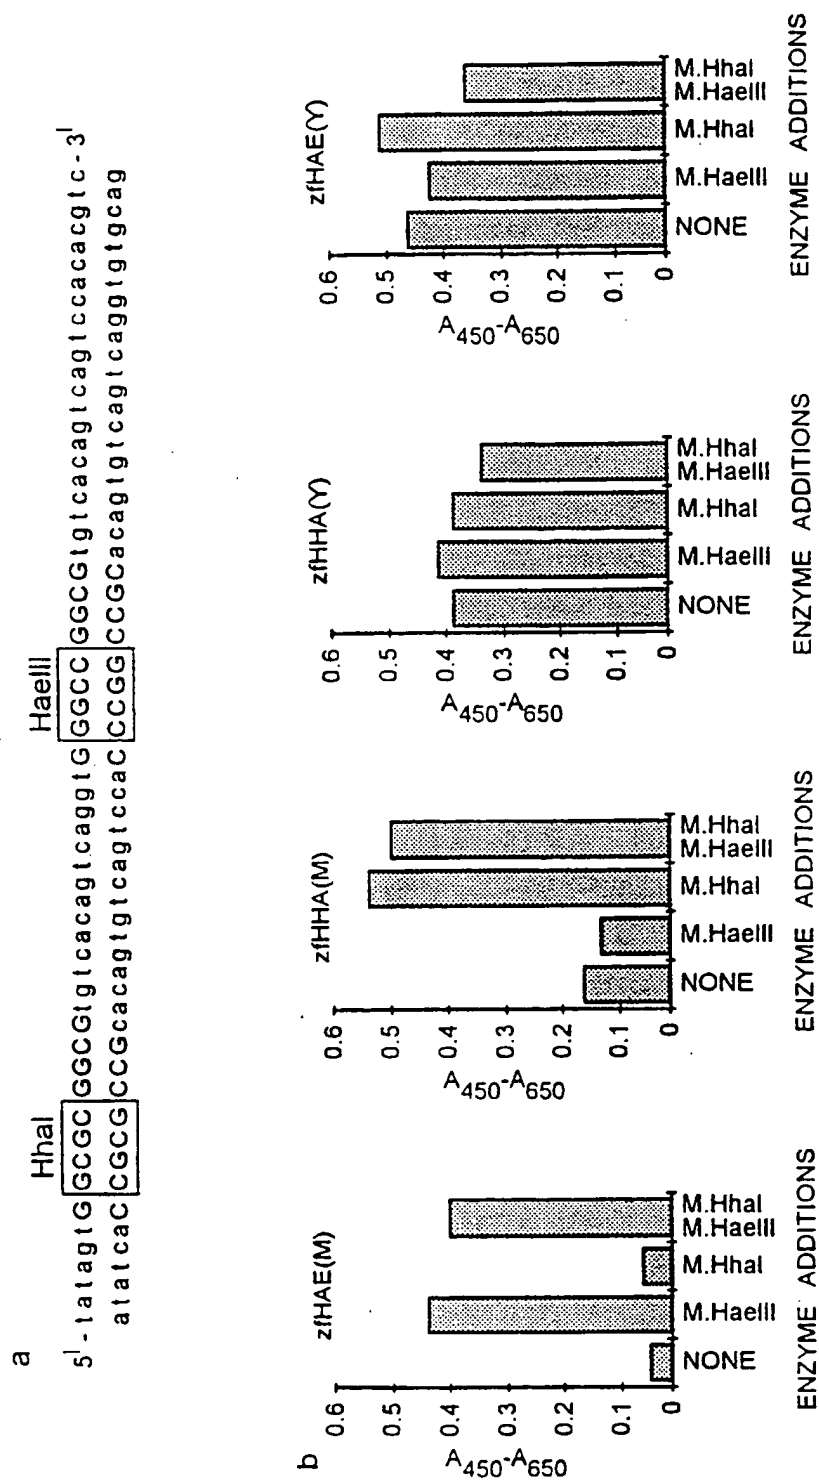 a
HhaI HaeIII
5' - tatagtG GCGC GGCGtgtcacagtcaggtG GGCC GGCGtgtcacagtcagtccacacgtc - 3'
atatcaC CGCG CCGcacagtgtcagtccaC CCGG CCGCacagtgtcagtcaggtgtgcag
b
zfHAE(M)
A450-A650
0.6
0.5
0.4
0.3
0.2
0.1
0
NONE
M.HaeIII
M.HhaI
M.HhaI
M.HaeIII
ENZYME ADDITIONS
zfHHA(M)
A450-A650
0.6
0.5
0.4
0.3
0.2
0.1
0
NONE
M.HaeIII
M.HhaI
M.HhaI
M.HaeIII
ENZYME ADDITIONS
zfHHA(Y)
A450-A650
0.6
0.5
0.4
0.3
0.2
0.1
0
NONE
M.HaeIII
M.HhaI
M.HhaI
M.HaeIII
ENZYME ADDITIONS
zfHAE(Y)
A450-A650
0.6
0.5
0.4
0.3
0.2
0.1
0
NONE
M.HaeIII
M.HhaI
M.HhaI
M.HaeIII
ENZYME ADDITIONS